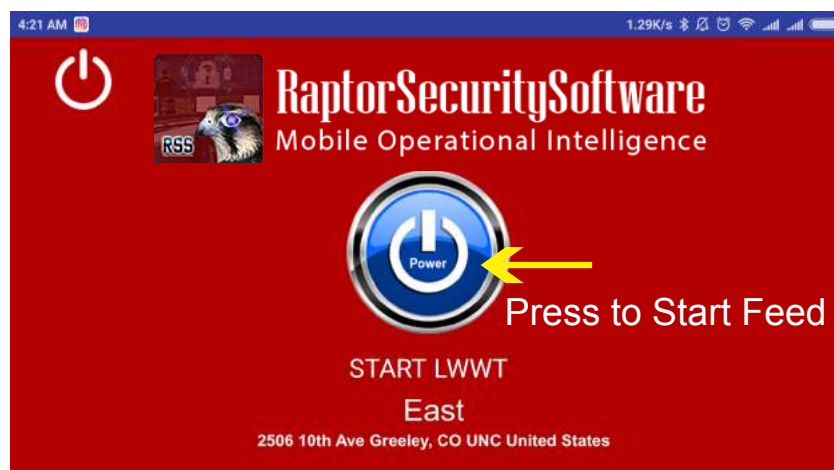 4:21 AM
1.29K/s
RaptorSecuritySoftware
Mobile Operational Intelligence
RSS
Power
Press to Start Feed
START LWWT
East
2506 10th Ave Greeley, CO UNC United States